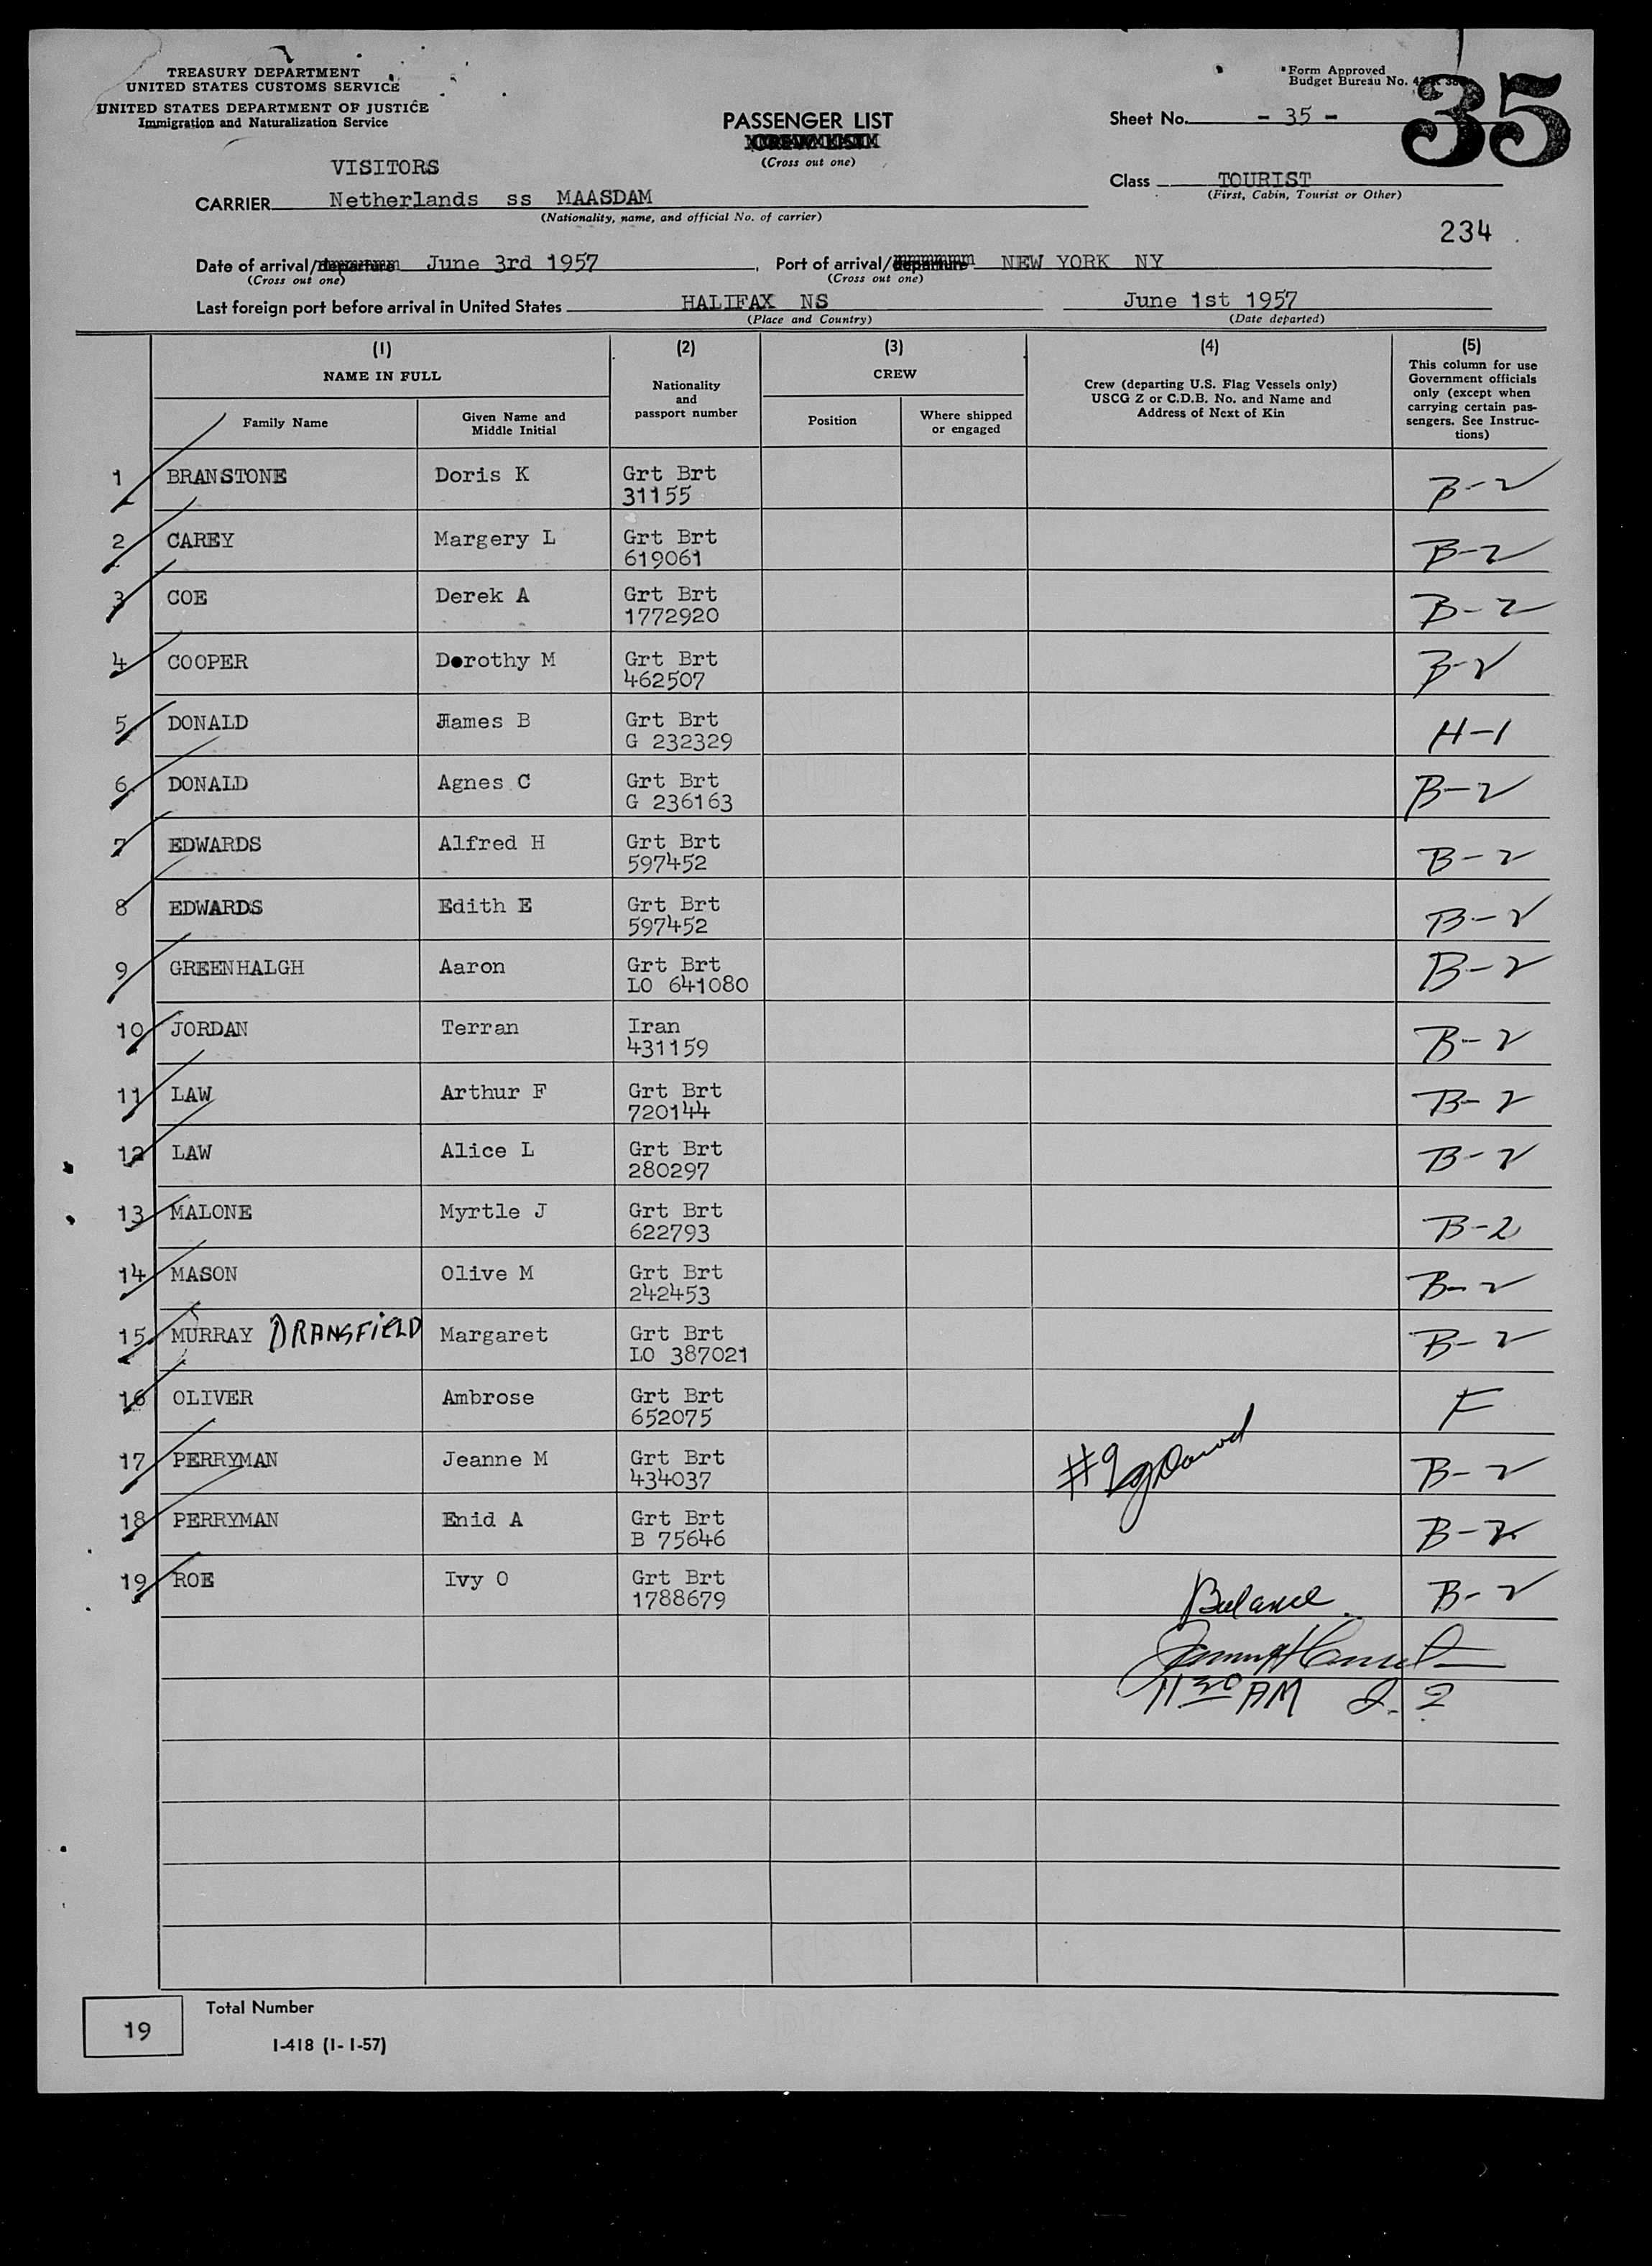 TREASURY DEPARTMENT
UNITED STATES CUSTOMS SERVICE
UNITED STATES DEPARTMENT OF JUSTICE
Immigration and Naturalization Service
Form Approved
Budget Bureau No.
35
PASSENGER LIST
(Cross out one)
Sheet No. - 35 -
VISITORS
Class TOURIST
(First, Cabin, Tourist or Other)
CARRIER Netherlands ss MAASDAM
(Nationality, name, and official No. of carrier)
234
Date of arrival/departure June 3rd 1957, Port of arrival/departure NEW YORK NY
(Cross out one) (Cross out one)
Last foreign port before arrival in United States HALIFAX NS June 1st 1957
(Place and Country) (Date departed)
(1) (2) (3) (4) (5)
NAME IN FULL
Family Name
Given Name and
Middle Initial
Nationality
and
passport number
CREW
Position
Where shipped
or engaged
Crew (departing U.S. Flag Vessels only)
USCG Z or C.D.B. No. and Name and
Address of Next of Kin
This column for use
Government officials
only (except when
carrying certain pas-
sengers. See Instruc-
tions)
1 BRANSTONE Doris K Grt Brt B-2
31155
2 CAREY Margery L Grt Brt B-2
619061
3 COE Derek A Grt Brt B-2
1772920
4 COOPER Dorothy M Grt Brt B-2
462507
5 DONALD James B Grt Brt H-1
G 232329
6 DONALD Agnes C Grt Brt B-2
G 236163
7 EDWARDS Alfred H Grt Brt B-2
597452
8 EDWARDS Edith E Grt Brt B-2
597452
9 GREENHALGH Aaron Grt Brt B-2
LO 641080
10 JORDAN Terran Iran B-2
431159
11 LAW Arthur F Grt Brt B-2
720144
12 LAW Alice L Grt Brt B-2
280297
13 MALONE Myrtle J Grt Brt B-2
622793
14 MASON Olive M Grt Brt B-2
242453
15 MURRAY DRANSFIELD Margaret Grt Brt B-2
LO 387021
16 OLIVER Ambrose Grt Brt F
652075
17 PERRYMAN Jeanne M Grt Brt #9 B-2
434037
18 PERRYMAN Enid A Grt Brt B-2
B 75646
19 ROE Ivy O Grt Brt Balance B-2
1788679
11 30 AM
19 Total Number
I-418 (1-1-57)